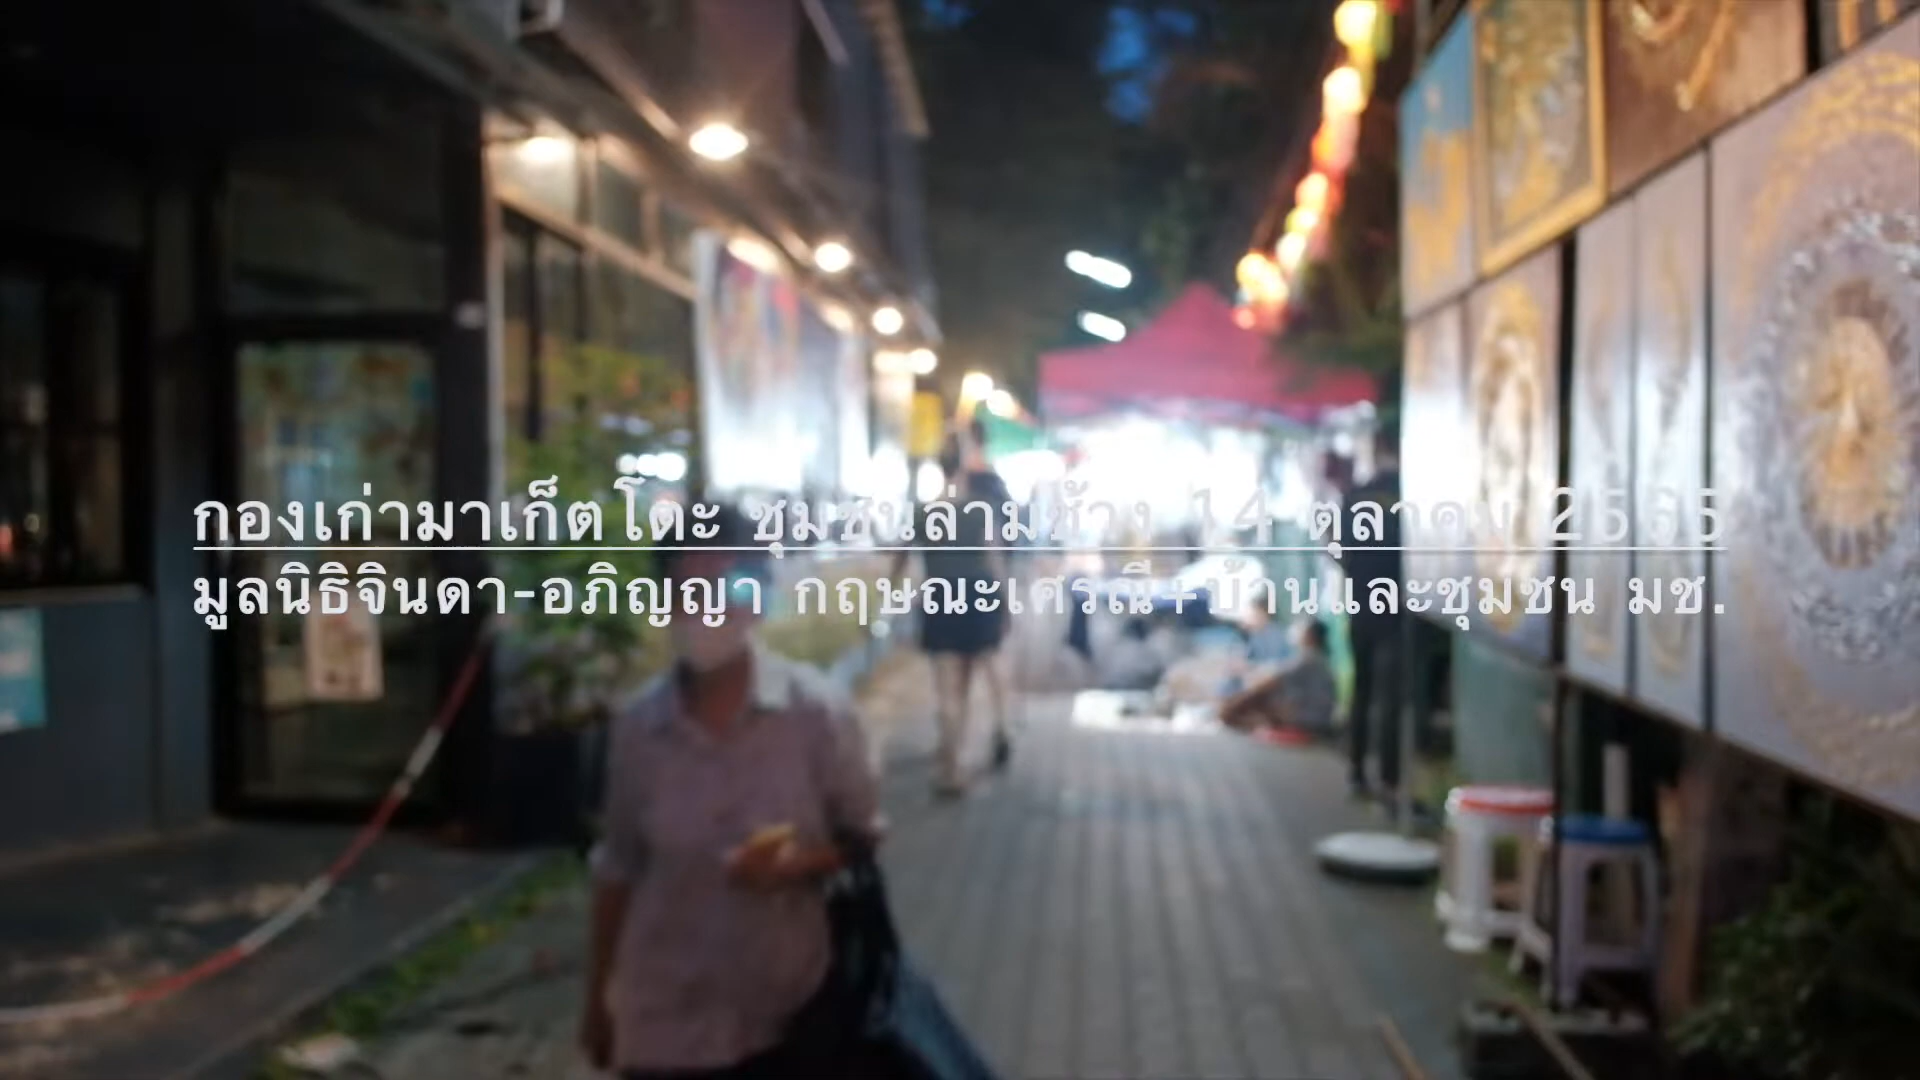 กองเก่ามาเก็ตโตะ ชุมชนล่ามช้าง 14 ตุลาคม 2565
มูลนิธิจินดา-อภิญญา กฤษณะเศรณี+บ้านและชุมชน มช.